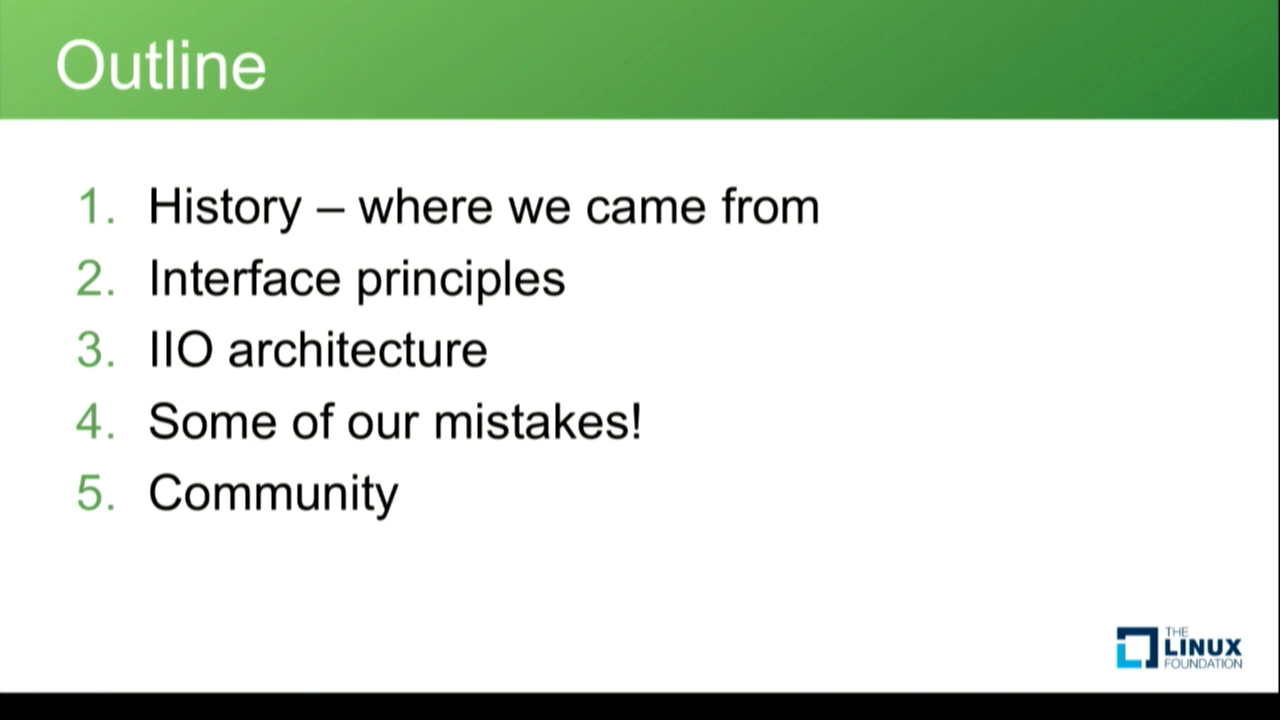 Outline
1. History – where we came from
2. Interface principles
3. IIO architecture
4. Some of our mistakes!
5. Community
THE
LINUX
FOUNDATION